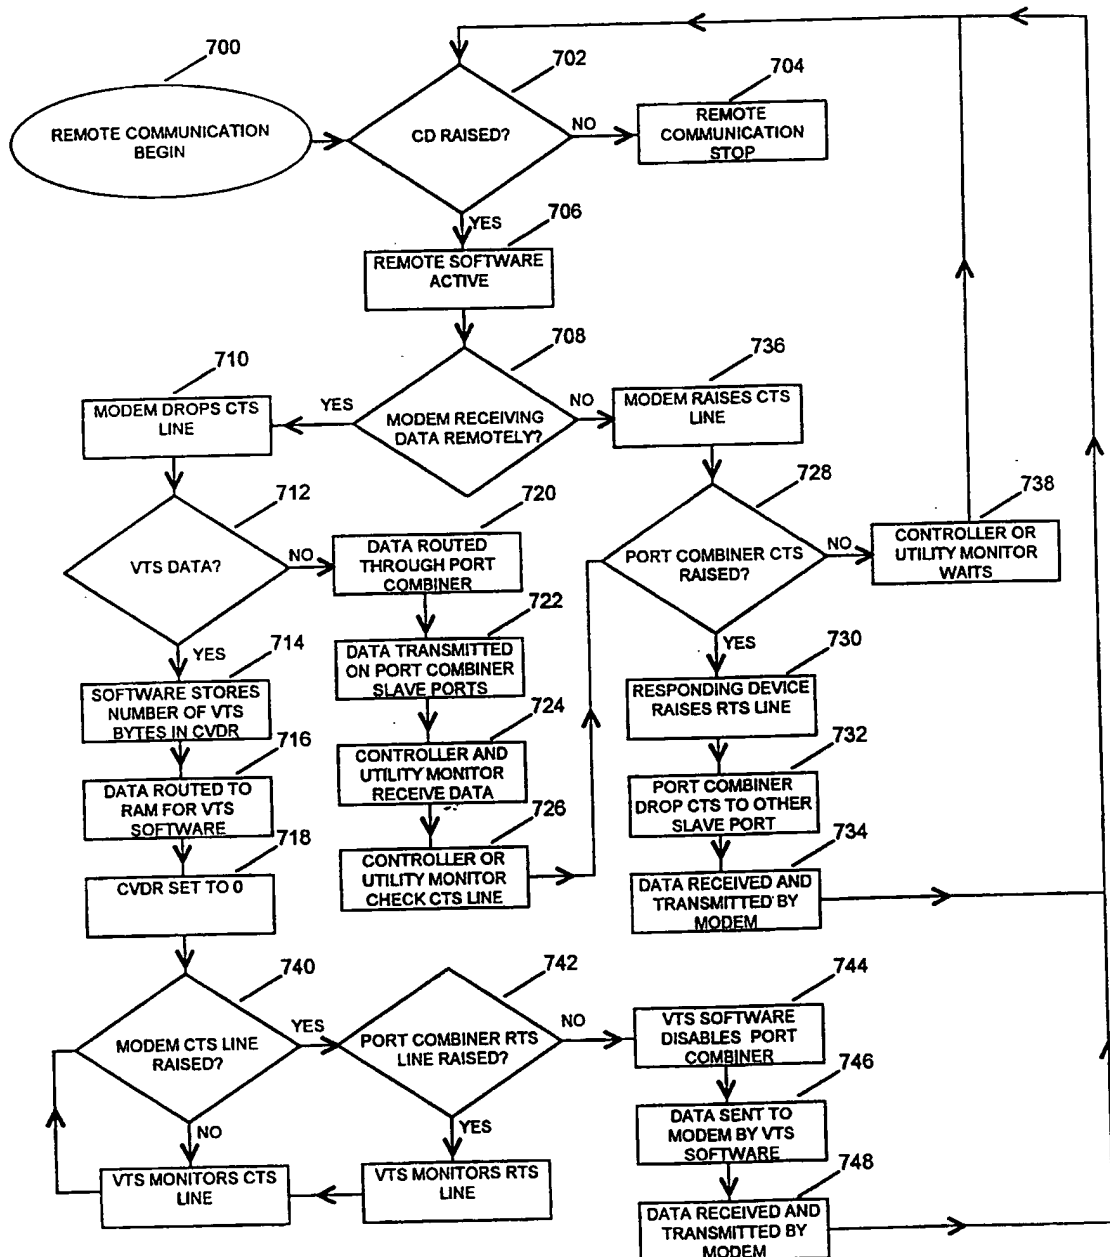 700
REMOTE COMMUNICATION
BEGIN
702
CD RAISED?
NO
704
REMOTE
COMMUNICATION
STOP
YES
706
REMOTE SOFTWARE
ACTIVE
708
MODEM RECEIVING
DATA REMOTELY?
YES
NO
710
MODEM DROPS CTS
LINE
736
MODEM RAISES CTS
LINE
712
VTS DATA?
NO
YES
720
DATA ROUTED
THROUGH PORT
COMBINER
722
DATA TRANSMITTED
ON PORT COMBINER
SLAVE PORTS
724
CONTROLLER AND
UTILITY MONITOR
RECEIVE DATA
726
CONTROLLER OR
UTILITY MONITOR
CHECK CTS LINE
728
PORT COMBINER CTS
RAISED?
NO
YES
738
CONTROLLER OR
UTILITY MONITOR
WAITS
730
RESPONDING DEVICE
RAISES RTS LINE
732
PORT COMBINER
DROP CTS TO OTHER
SLAVE PORT
734
DATA RECEIVED AND
TRANSMITTED BY
MODEM
714
SOFTWARE STORES
NUMBER OF VTS
BYTES IN CVDR
716
DATA ROUTED TO
RAM FOR VTS
SOFTWARE
718
CVDR SET TO 0
740
MODEM CTS LINE
RAISED?
YES
NO
VTS MONITORS CTS
LINE
742
PORT COMBINER RTS
LINE RAISED?
NO
YES
VTS MONITORS RTS
LINE
744
VTS SOFTWARE
DISABLES PORT
COMBINER
746
DATA SENT TO
MODEM BY VTS
SOFTWARE
748
DATA RECEIVED AND
TRANSMITTED BY
MODEM